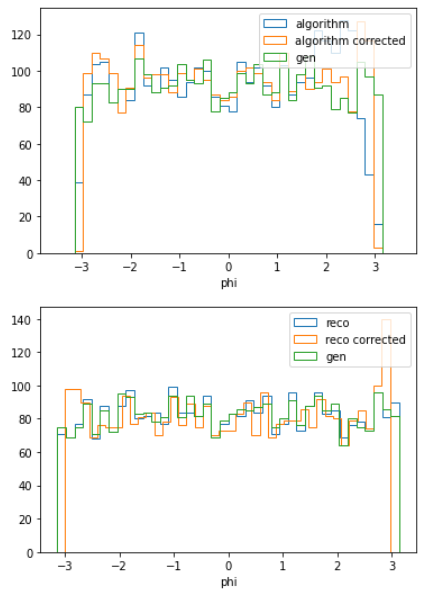 algorithm
algorithm corrected
gen
120
100
80
60
40
20
0
−3 −2 −1 0 1 2 3
phi
reco
reco corrected
gen
140
120
100
80
60
40
20
0
−3 −2 −1 0 1 2 3
phi